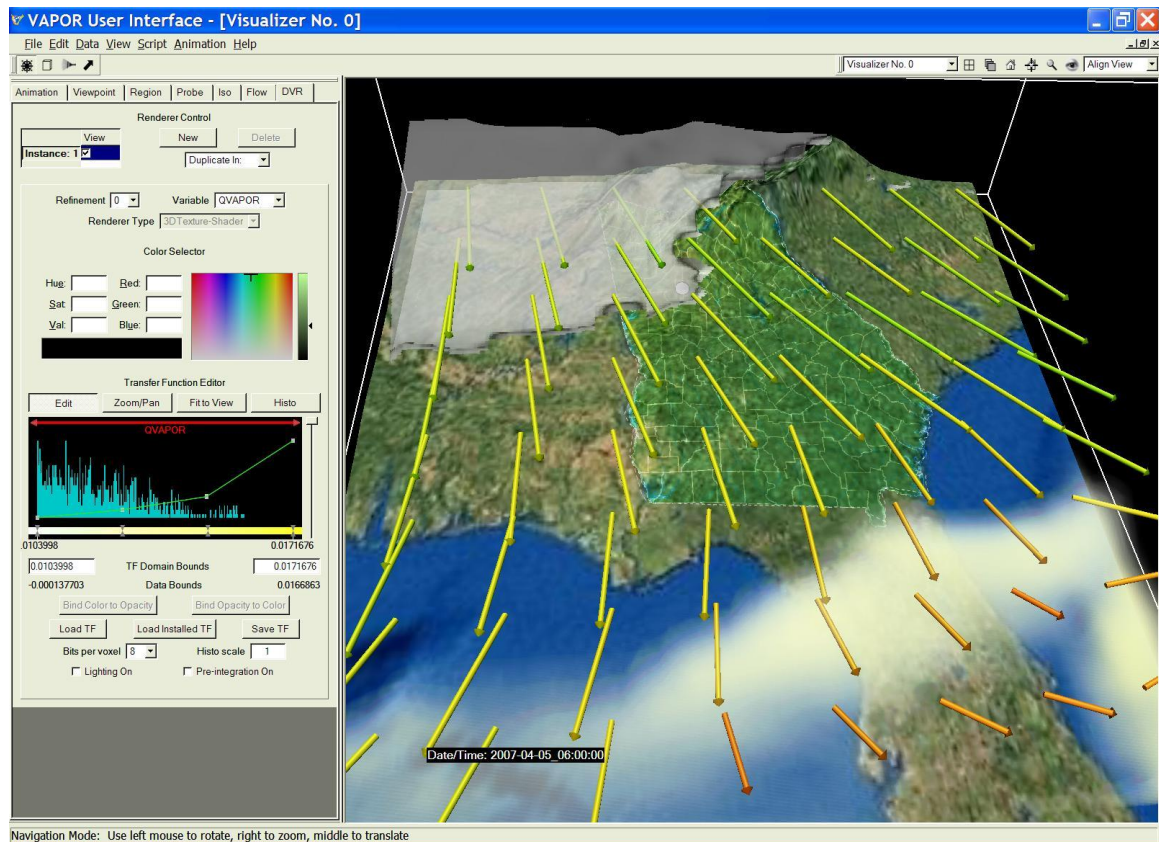 VAPOR User Interface - [Visualizer No. 0]
File Edit Data View Script Animation Help
Visualizer No. 0 Align View
Animation Viewpoint Region Probe Iso Flow DVR
Renderer Control
View New Delete
Instance: 1
Duplicate In:
Refinement 0 Variable QVAPOR
Renderer Type 3DTexture-Shader
Color Selector
Hue: Red:
Sat: Green:
Val: Blue:
Transfer Function Editor
Edit Zoom/Pan Fit to View Histo
QVAPOR
.0103998 0.0171676
0.0103998 TF Domain Bounds 0.0171676
-0.000137703 Data Bounds 0.0166863
Bind Color to Opacity Bind Opacity to Color
Load TF Load Installed TF Save TF
Bits per voxel 8 Histo scale 1
Lighting On Pre-integration On
Date/Time: 2007-04-05_06:00:00
Navigation Mode: Use left mouse to rotate, right to zoom, middle to translate